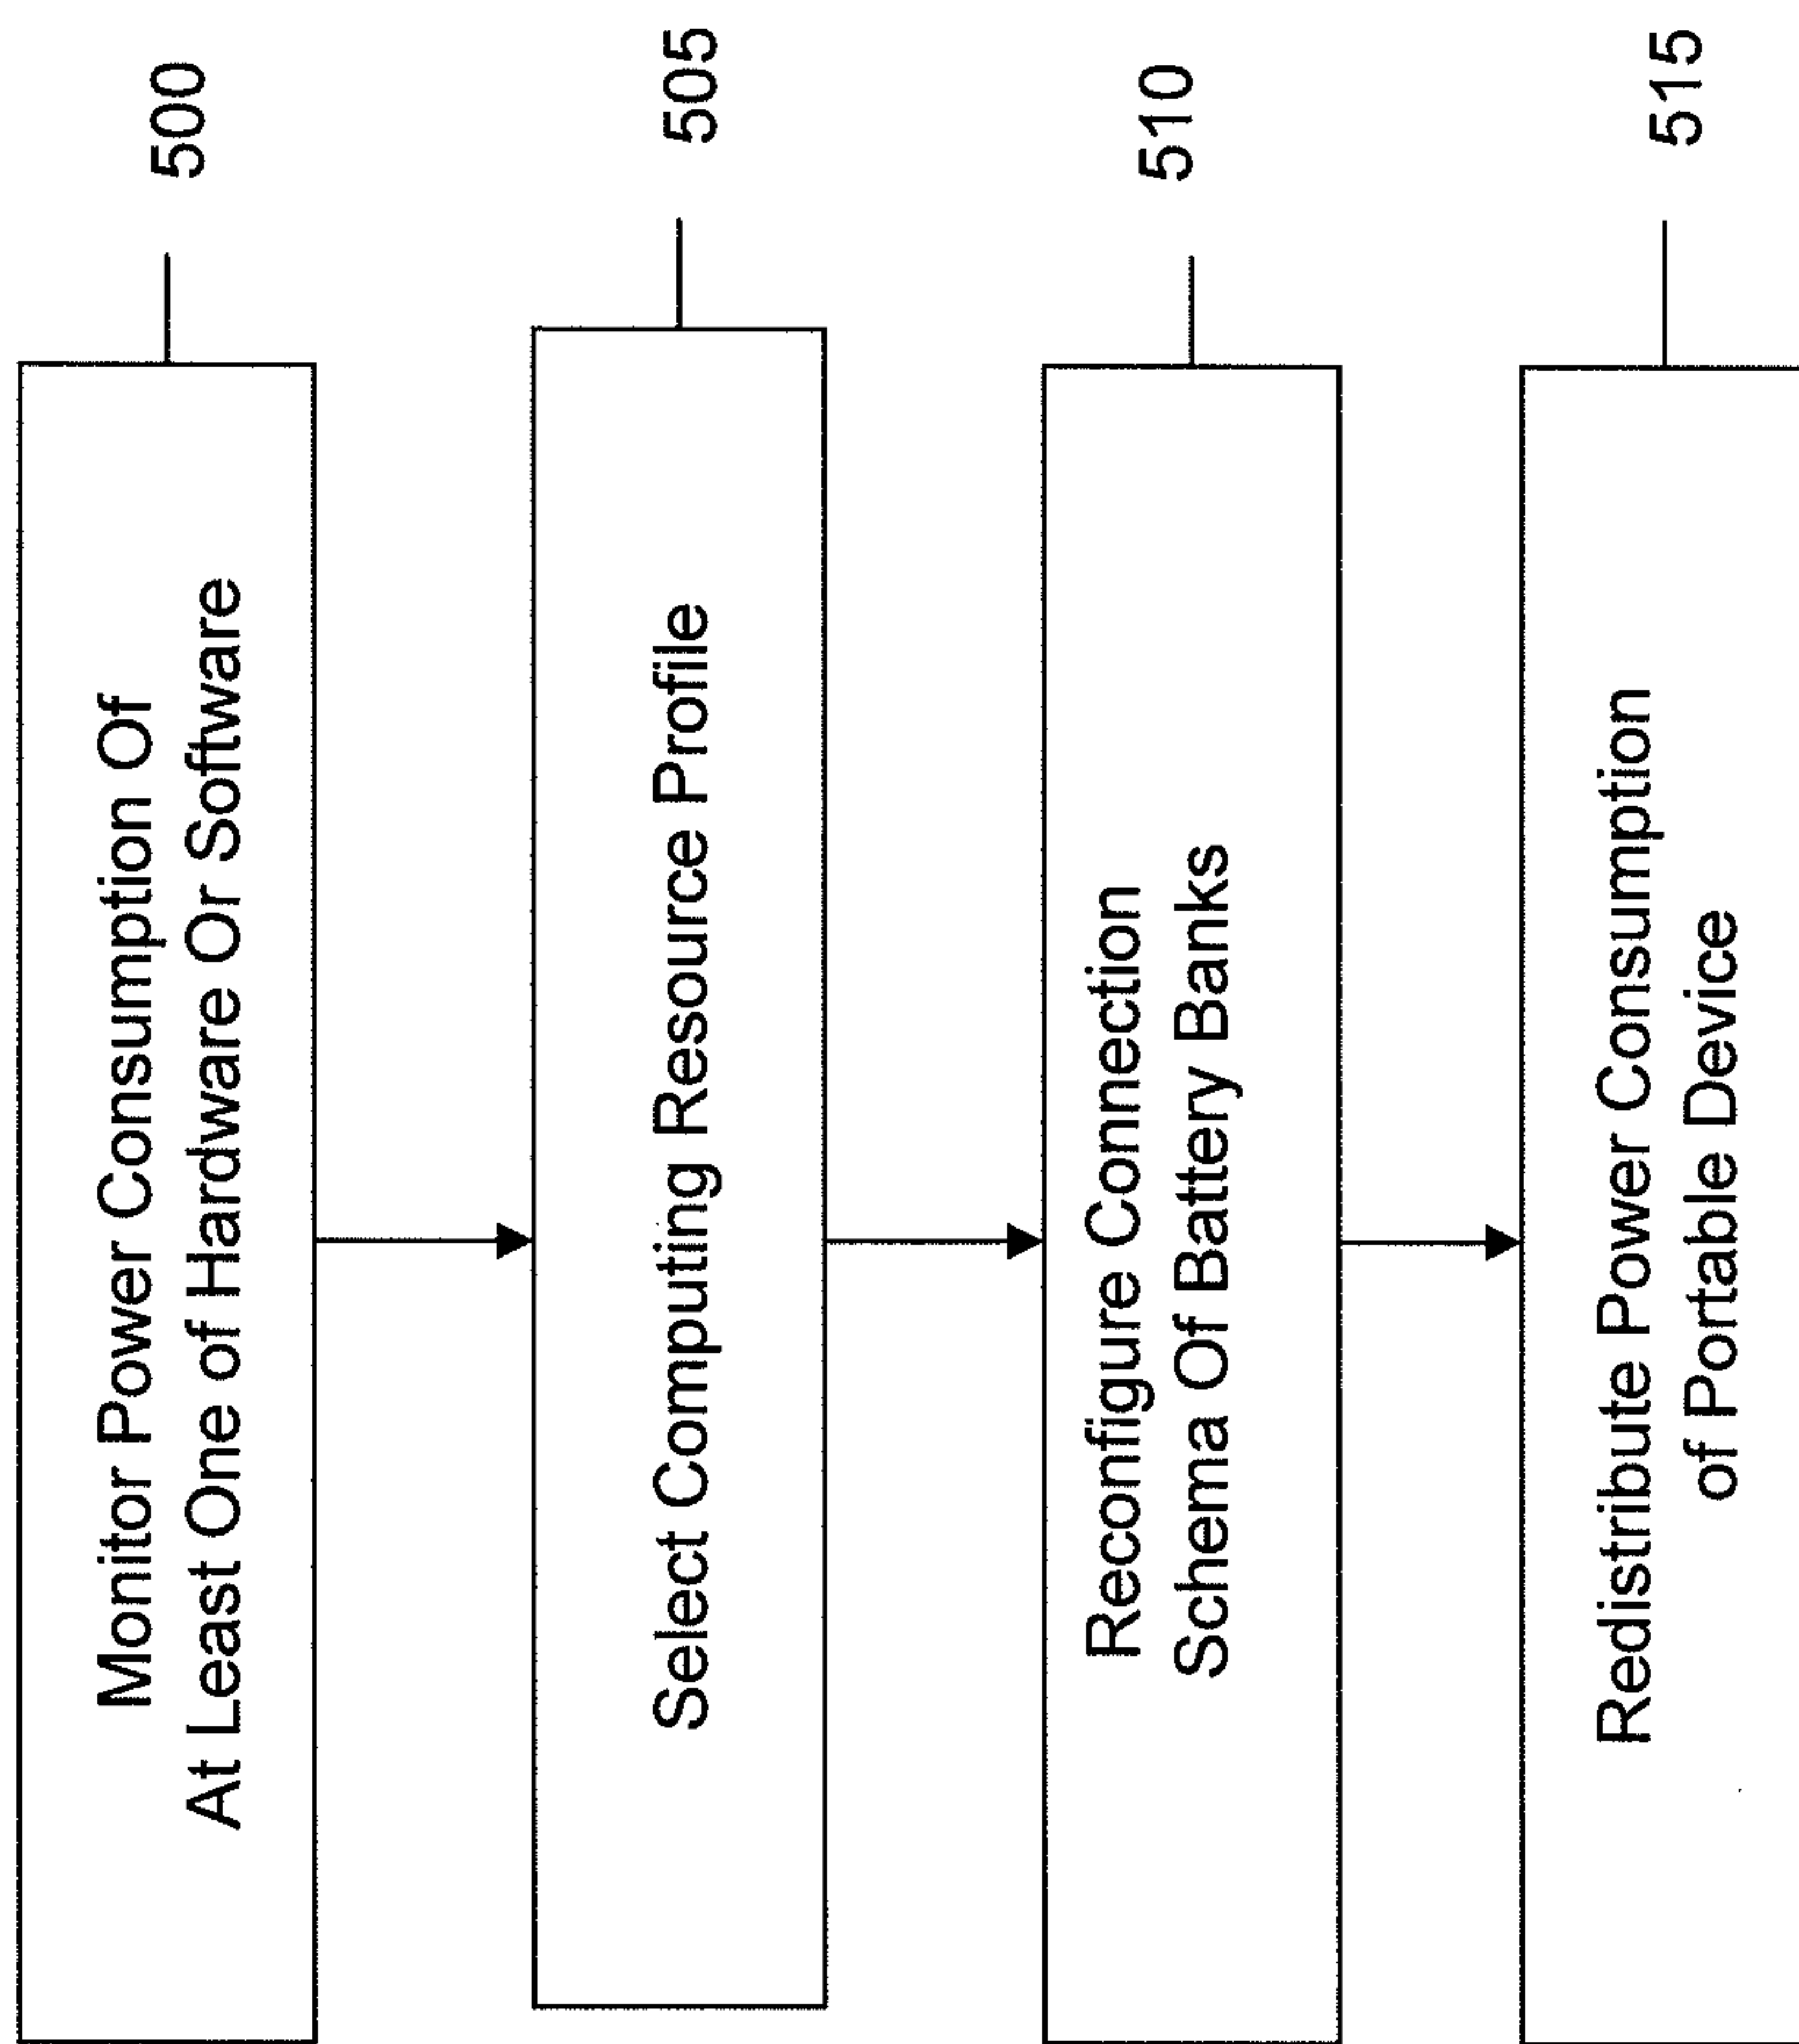 Monitor Power Consumption Of
At Least One of Hardware Or Software
500
Select Computing Resource Profile
505
Reconfigure Connection
Schema Of Battery Banks
510
Redistribute Power Consumption
of Portable Device
515